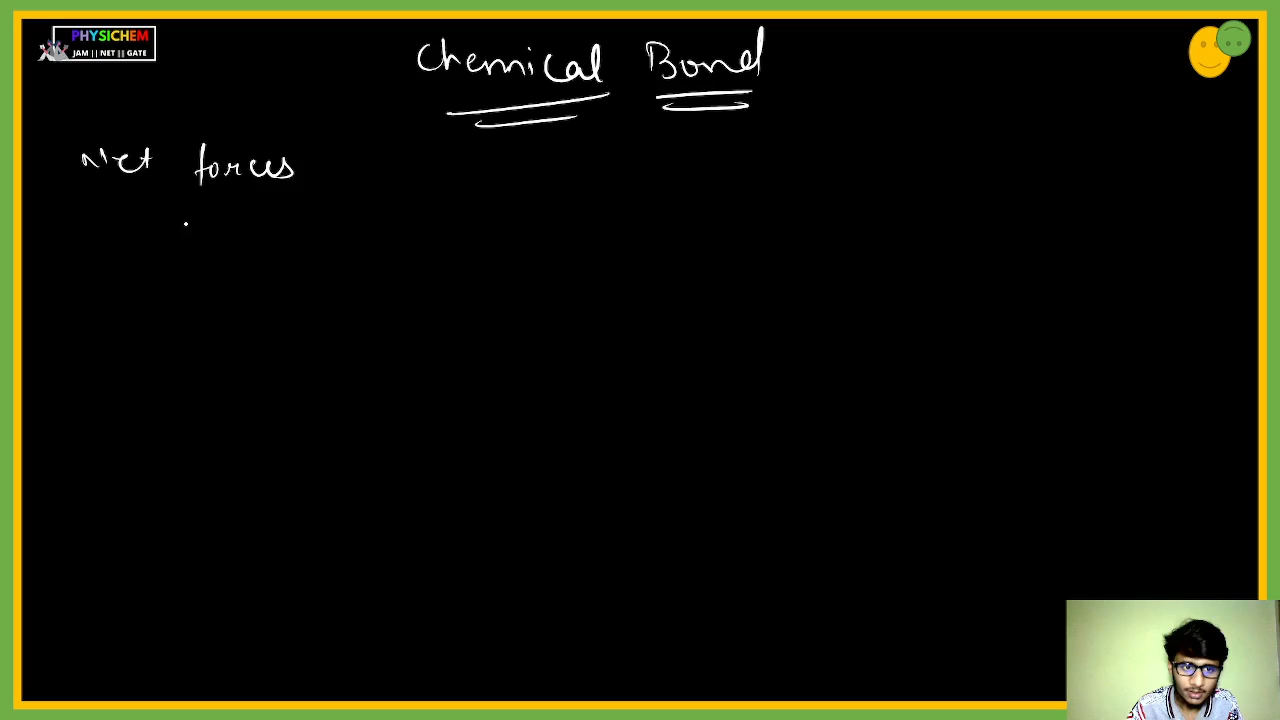 PHYSICHEM
JAM || NET || GATE
Chemical Bond
Net forces